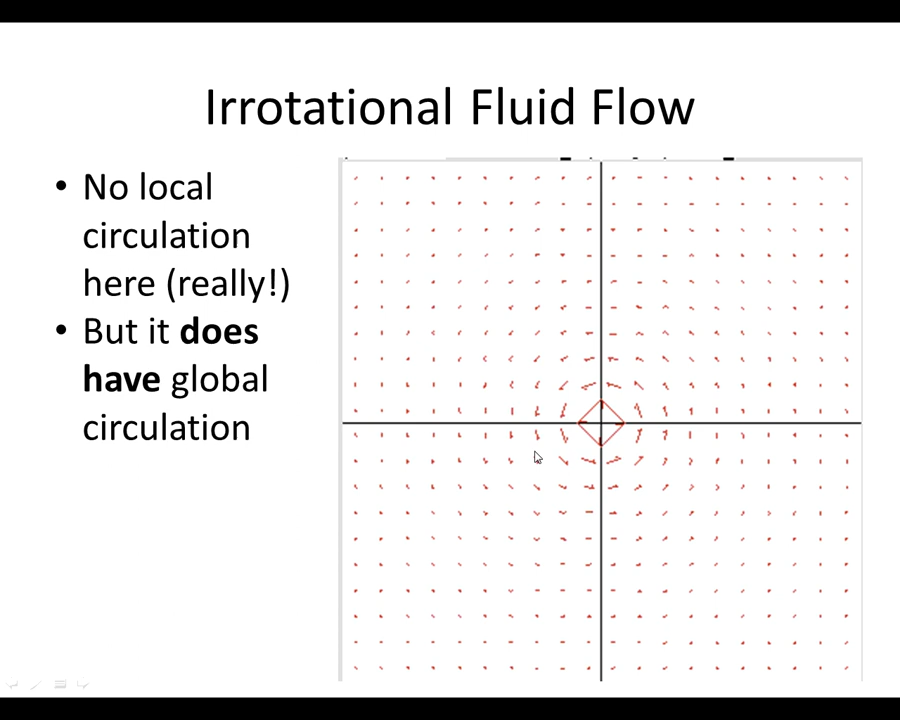 Irrotational Fluid Flow
• No local
circulation
here (really!)
• But it does
have global
circulation